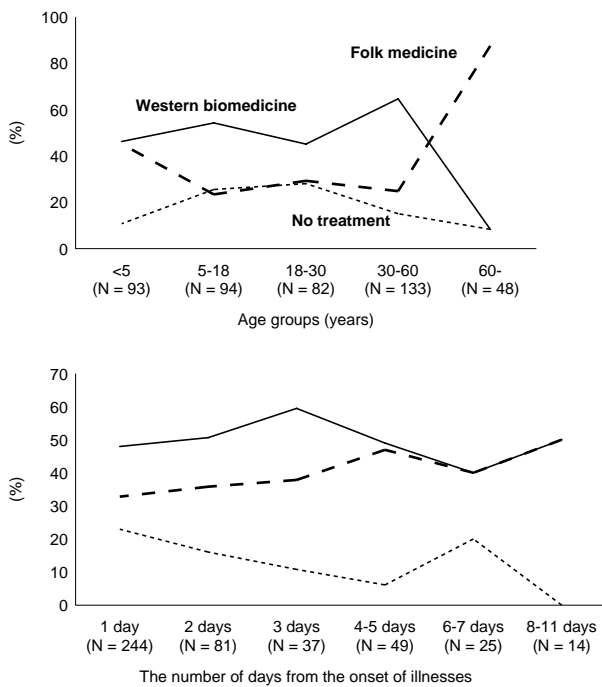 100
80
60
40
20
0
(%)
Folk medicine
Western biomedicine
No treatment
<5 5-18 18-30 30-60 60-
(N = 93) (N = 94) (N = 82) (N = 133) (N = 48)
Age groups (years)
70
60
50
40
30
20
10
0
(%)
1 day 2 days 3 days 4-5 days 6-7 days 8-11 days
(N = 244) (N = 81) (N = 37) (N = 49) (N = 25) (N = 14)
The number of days from the onset of illnesses